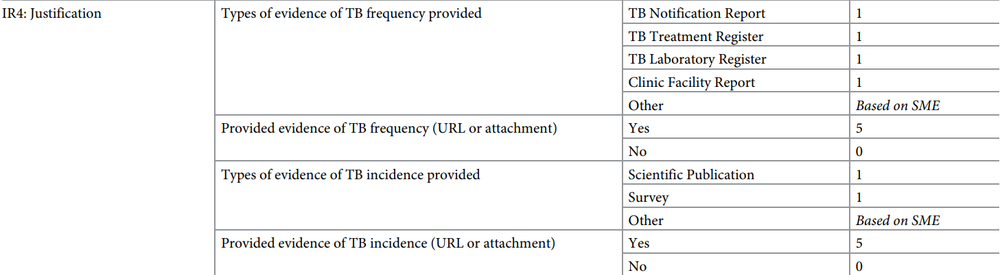 IR4: Justification Types of evidence of TB frequency provided TB Notification Report 1
TB Treatment Register 1
TB Laboratory Register 1
Clinic Facility Report 1
Other Based on SME
Provided evidence of TB frequency (URL or attachment) Yes 5
No 0
Types of evidence of TB incidence provided Scientific Publication 1
Survey 1
Other Based on SME
Provided evidence of TB incidence (URL or attachment) Yes 5
No 0